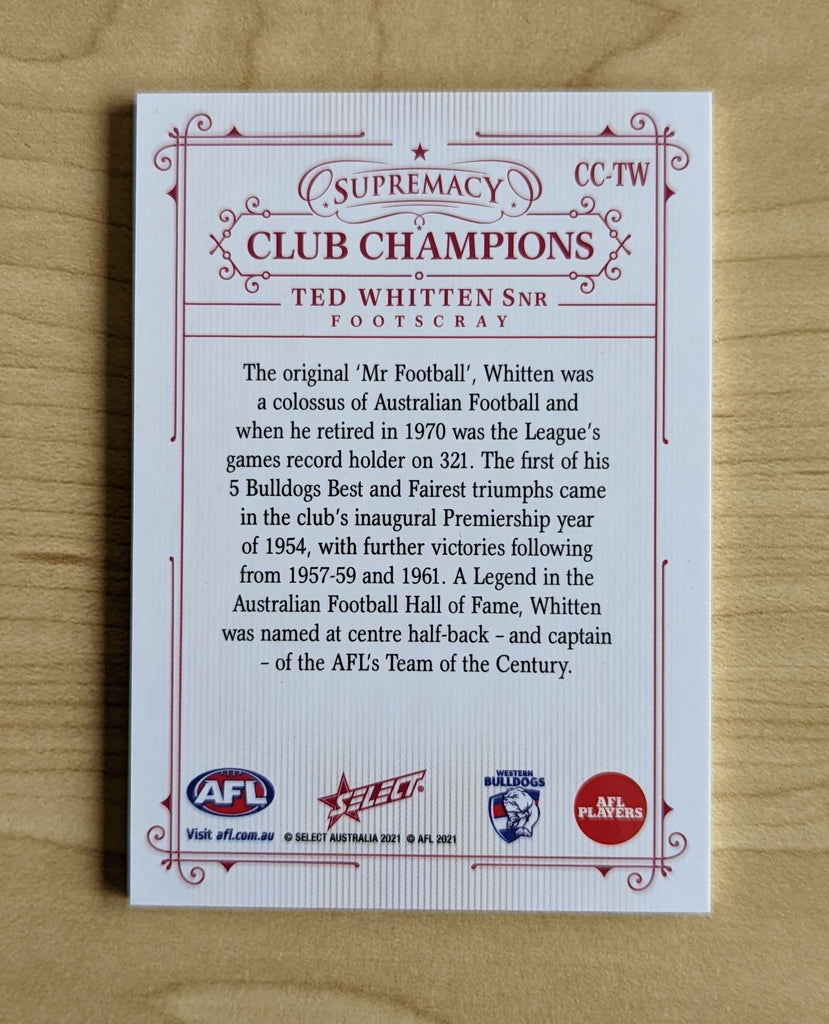 CC-TW
SUPREMACY
CLUB CHAMPIONS
TED WHITTEN SNR
FOOTSCRAY
The original ‘Mr Football’, Whitten was
a colossus of Australian Football and
when he retired in 1970 was the League’s
games record holder on 321. The first of his
5 Bulldogs Best and Fairest triumphs came
in the club’s inaugural Premiership year
of 1954, with further victories following
from 1957-59 and 1961. A Legend in the
Australian Football Hall of Fame, Whitten
was named at centre half-back – and captain
– of the AFL’s Team of the Century.
AFL
Visit afl.com.au
SELECT®
© SELECT AUSTRALIA 2021 © AFL 2021
WESTERN
BULLDOGS
AFL
PLAYERS